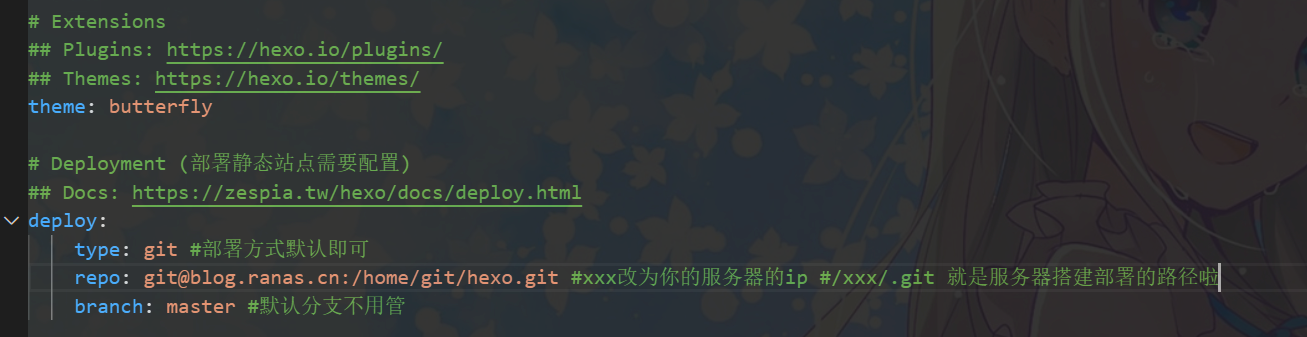 # Extensions
## Plugins: https://hexo.io/plugins/
## Themes: https://hexo.io/themes/
theme: butterfly
# Deployment (部署静态站点需要配置)
## Docs: https://zespia.tw/hexo/docs/deploy.html
deploy:
type: git #部署方式默认即可
repo: git@blog.ranas.cn:/home/git/hexo.git #xxx改为你的服务器的ip #/xxx/.git 就是服务器搭建部署的路径啦
branch: master #默认分支不用管